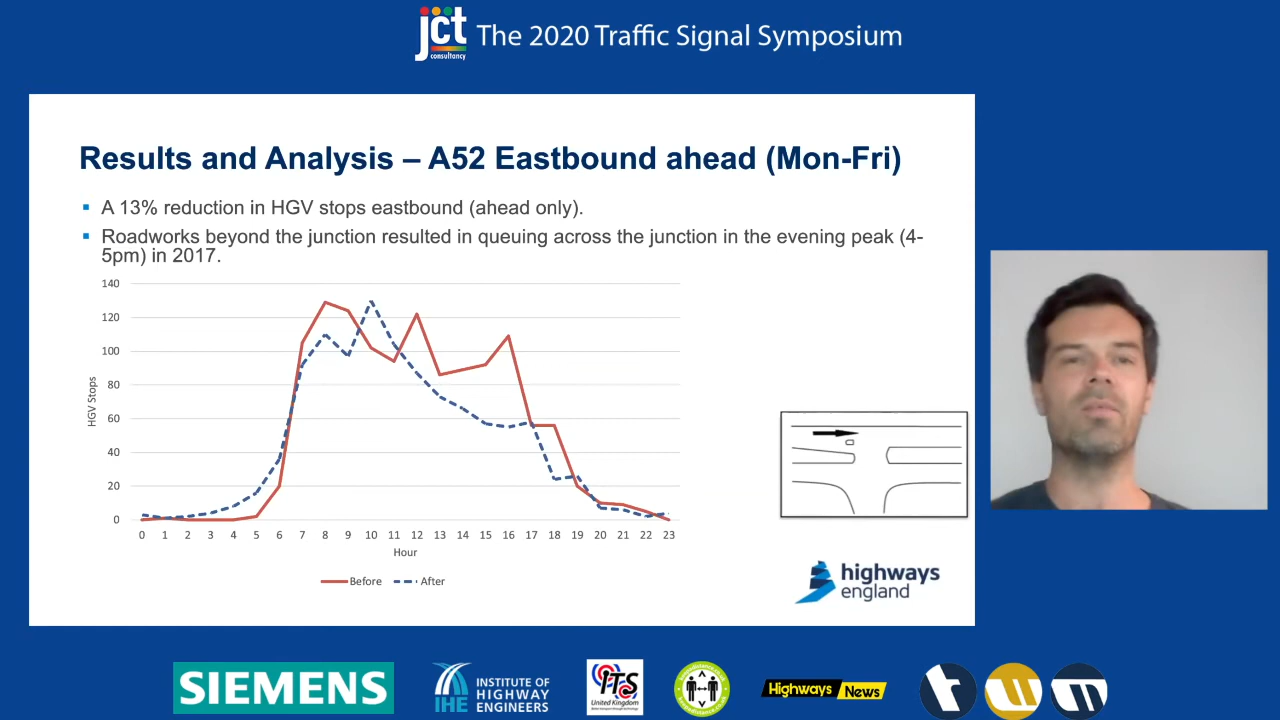 jct
consultancy
The 2020 Traffic Signal Symposium
Results and Analysis – A52 Eastbound ahead (Mon-Fri)
▪ A 13% reduction in HGV stops eastbound (ahead only).
▪ Roadworks beyond the junction resulted in queuing across the junction in the evening peak (4-
5pm) in 2017.
140
120
100
80
60
40
20
0
HGV Stops
0 1 2 3 4 5 6 7 8 9 10 11 12 13 14 15 16 17 18 19 20 21 22 23
Hour
Before After
highways
england
SIEMENS
IHE
INSTITUTE OF
HIGHWAY
ENGINEERS
ITS
United Kingdom
Highways News